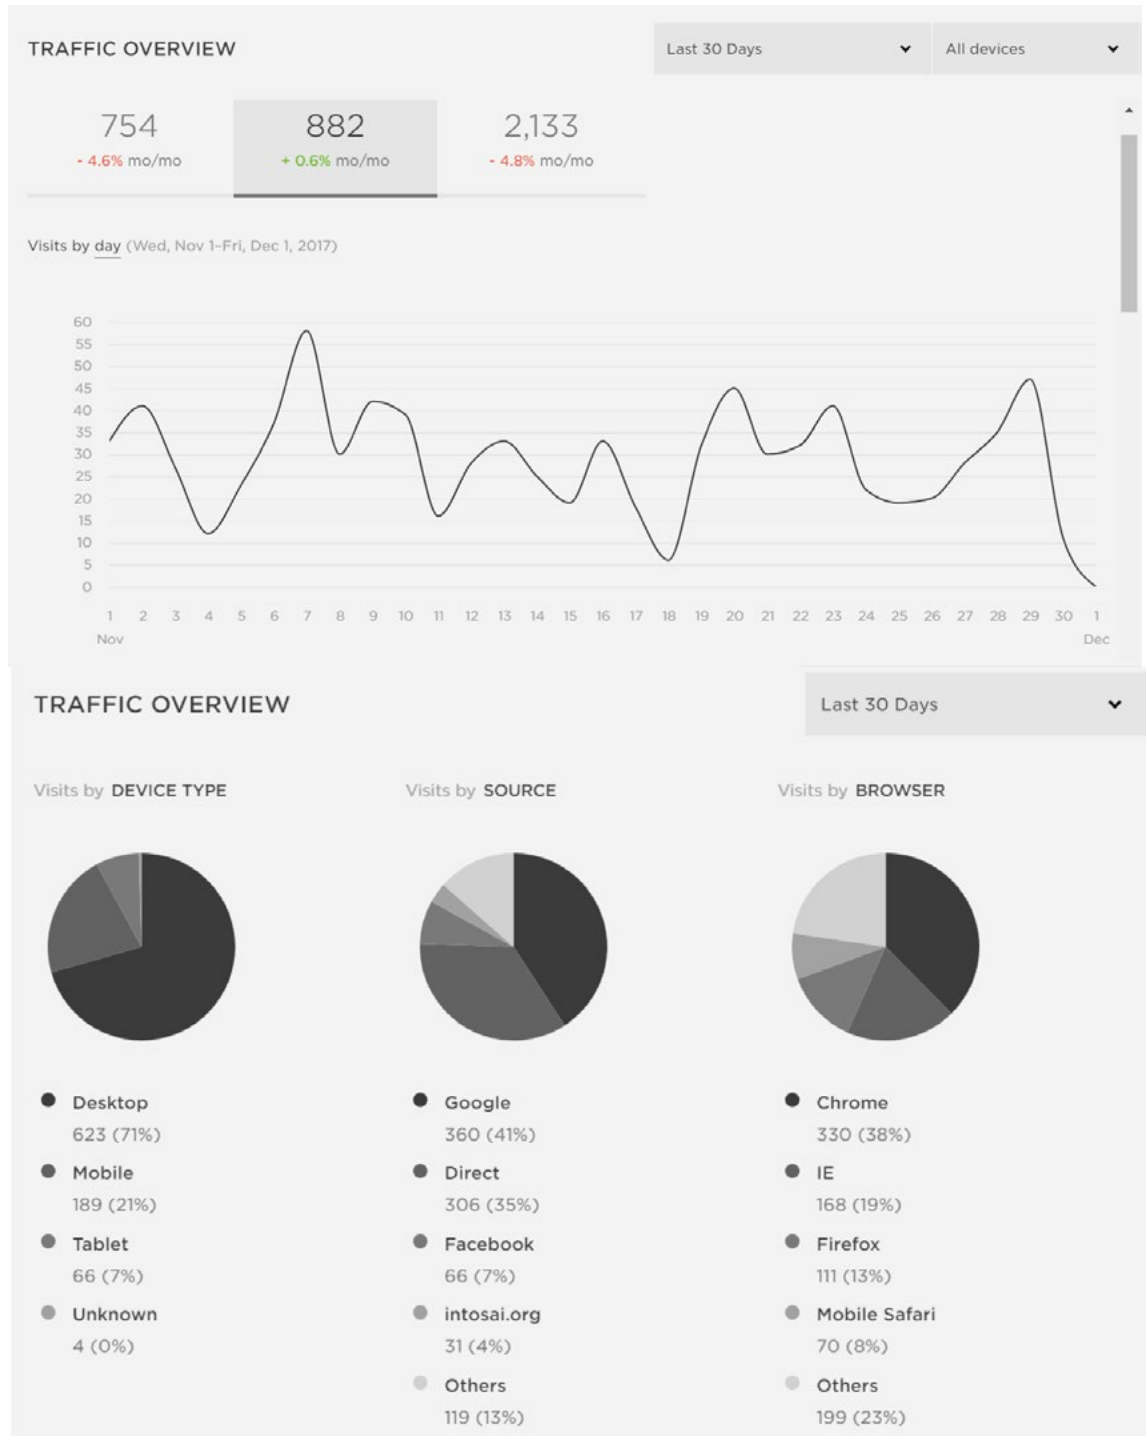 TRAFFIC OVERVIEW
Last 30 Days
All devices
754 882 2,133
- 4.6% mo/mo + 0.6% mo/mo - 4.8% mo/mo
Visits by day (Wed, Nov 1–Fri, Dec 1, 2017)
60
55
50
45
40
35
30
25
20
15
10
5
0
1 2 3 4 5 6 7 8 9 10 11 12 13 14 15 16 17 18 19 20 21 22 23 24 25 26 27 28 29 30 1
Nov Dec
TRAFFIC OVERVIEW
Last 30 Days
Visits by DEVICE TYPE
Desktop
623 (71%)
Mobile
189 (21%)
Tablet
66 (7%)
Unknown
4 (0%)
Visits by SOURCE
Google
360 (41%)
Direct
306 (35%)
Facebook
66 (7%)
intosai.org
31 (4%)
Others
119 (13%)
Visits by BROWSER
Chrome
330 (38%)
IE
168 (19%)
Firefox
111 (13%)
Mobile Safari
70 (8%)
Others
199 (23%)